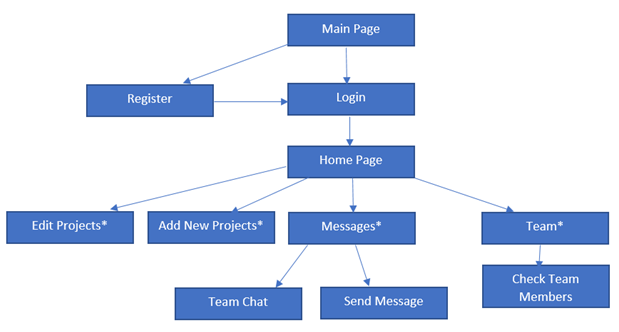 Main Page
Register
Login
Home Page
Edit Projects*
Add New Projects*
Messages*
Team*
Team Chat
Send Message
Check Team
Members